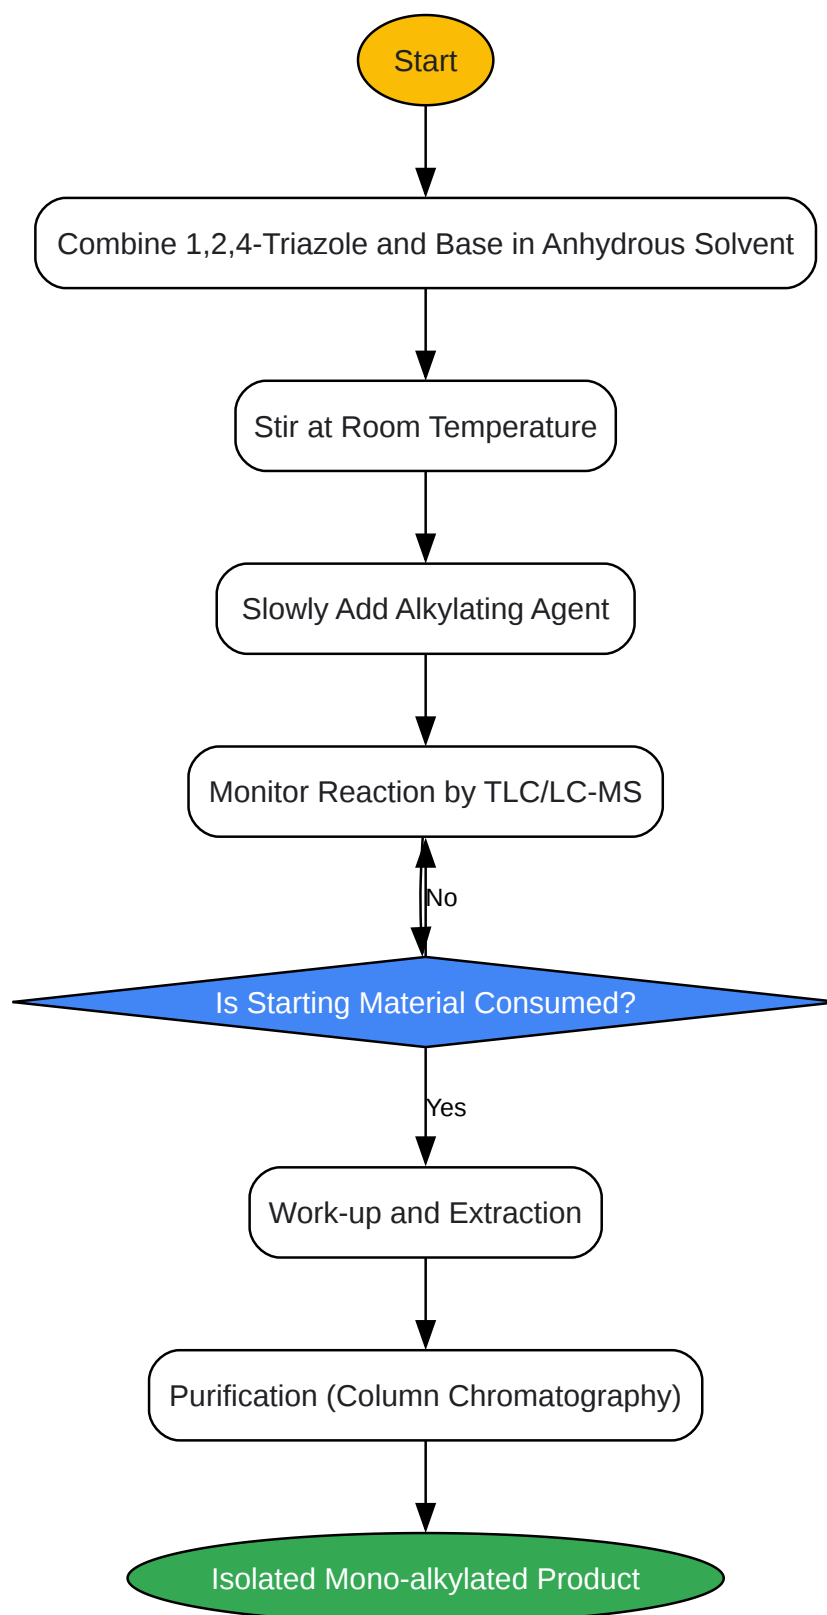 Start
Combine 1,2,4-Triazole and Base in Anhydrous Solvent
Stir at Room Temperature
Slowly Add Alkylating Agent
Monitor Reaction by TLC/LC-MS
No
Is Starting Material Consumed?
Yes
Work-up and Extraction
Purification (Column Chromatography)
Isolated Mono-alkylated Product